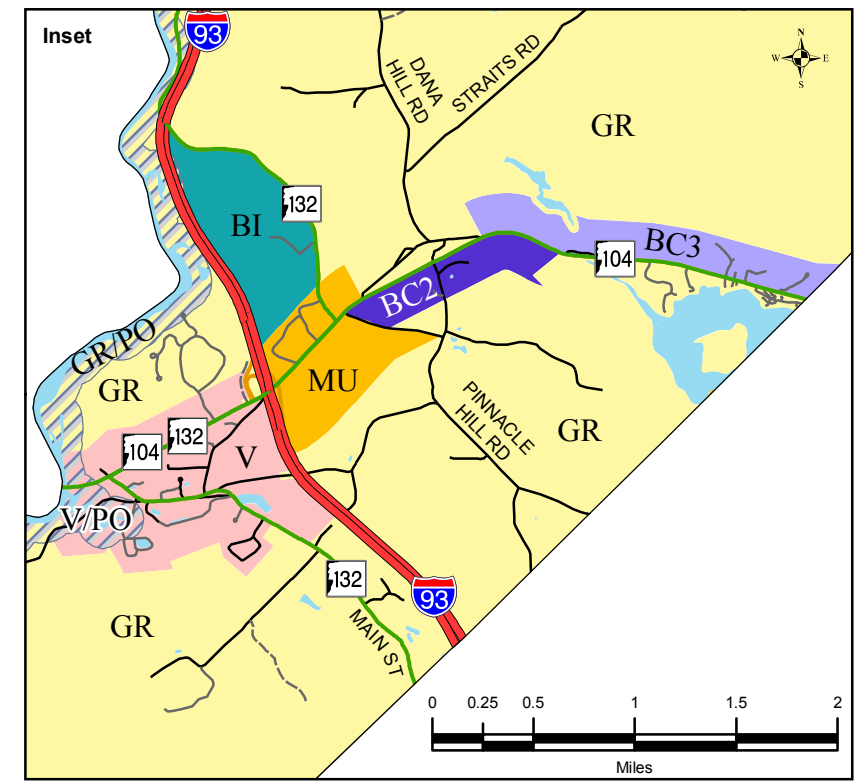 Inset
93
N
W E
S
DANA
HILL RD
STRAITS RD
GR
132
BI
BC3
104
BC2
GR/PO
GR
MU
PINNACLE
HILL RD
GR
132
104
V
V/PO
132
93
GR
MAIN ST
0 0.25 0.5 1 1.5 2
Miles